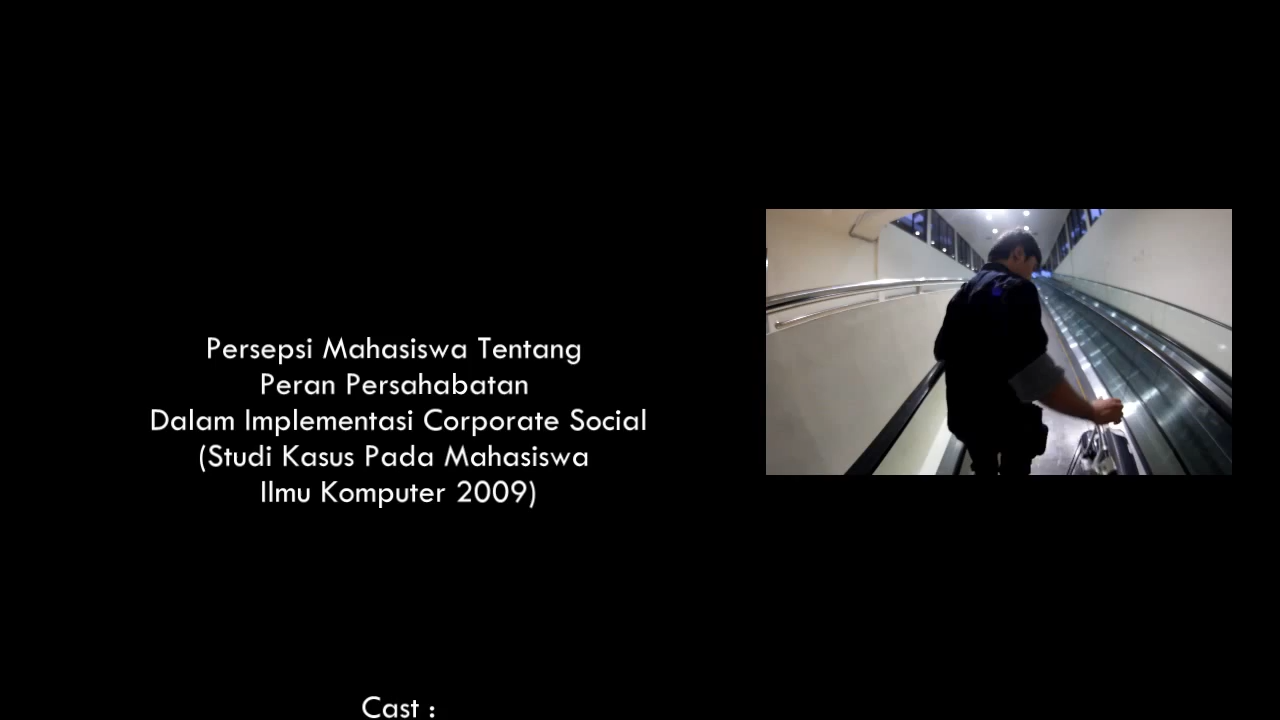 Persepsi Mahasiswa Tentang
Peran Persahabatan
Dalam Implementasi Corporate Social
(Studi Kasus Pada Mahasiswa
Ilmu Komputer 2009)
Cast :